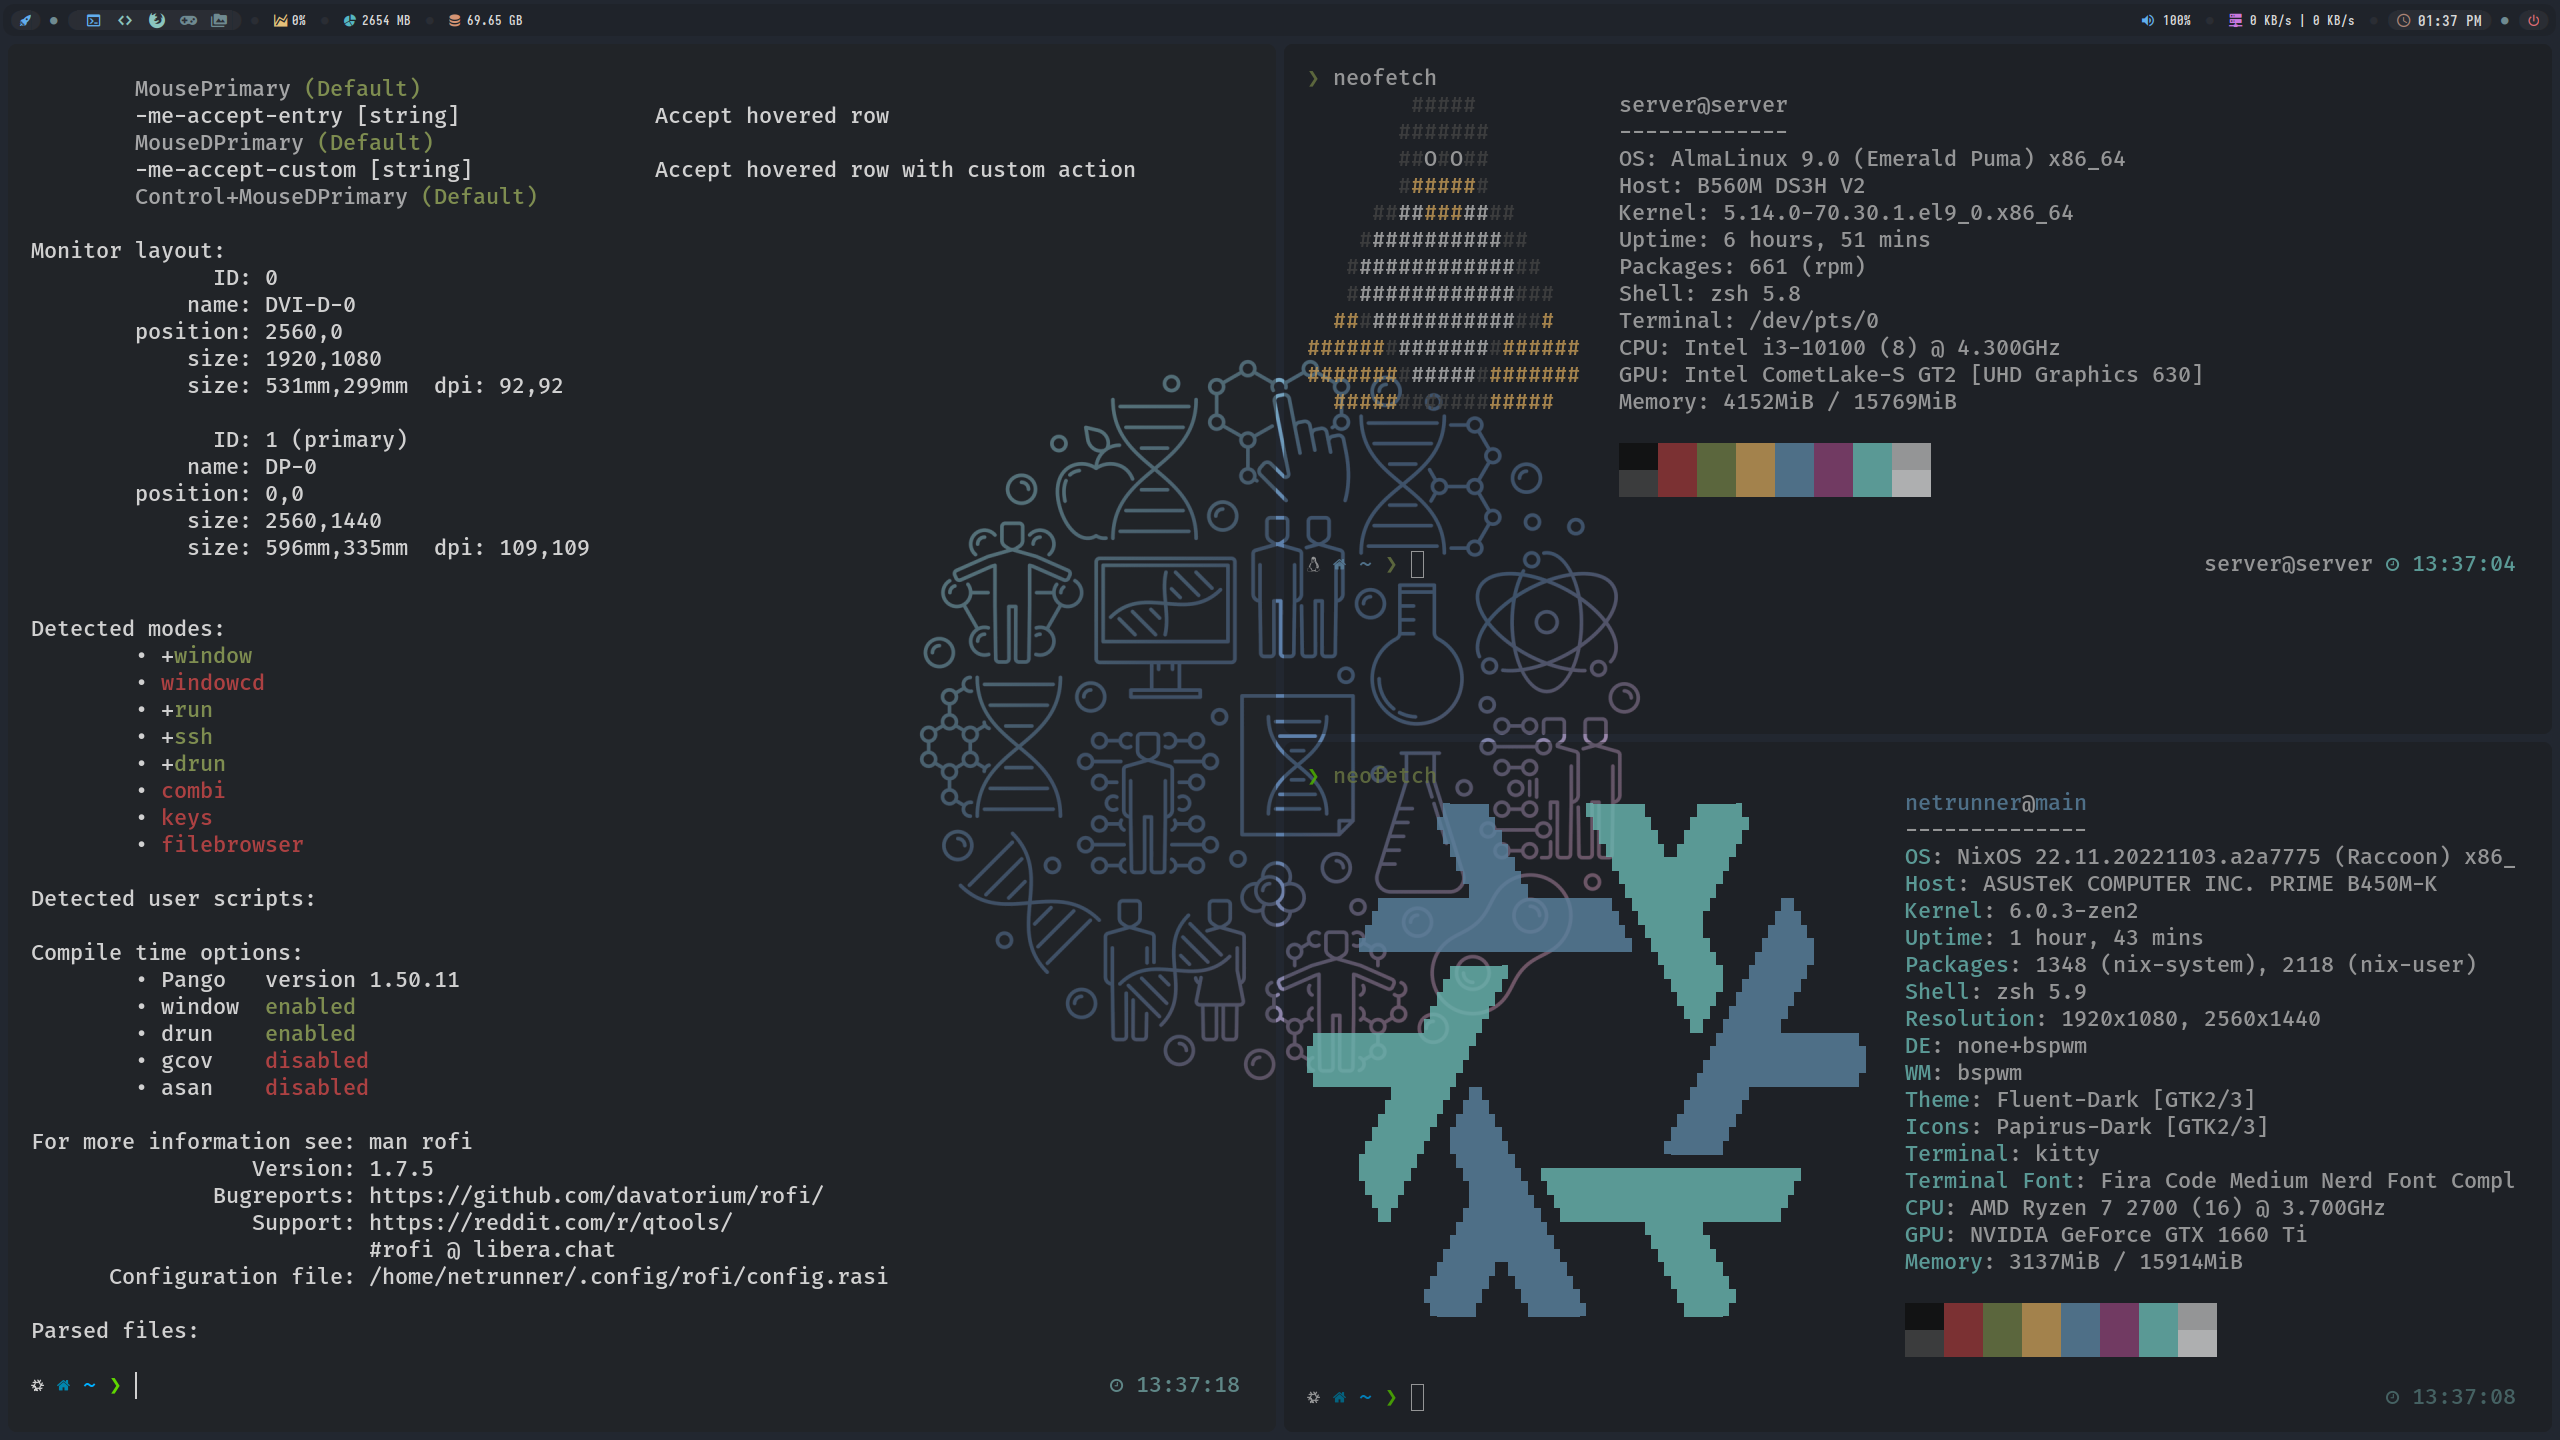 0%
2654 MB
69.65 GB
100%
0 KB/s | 0 KB/s
01:37 PM
MousePrimary (Default)
-me-accept-entry [string] Accept hovered row
MouseDPrimary (Default)
-me-accept-custom [string] Accept hovered row with custom action
Control+MouseDPrimary (Default)
Monitor layout:
ID: 0
name: DVI-D-0
position: 2560,0
size: 1920,1080
size: 531mm,299mm dpi: 92,92
ID: 1 (primary)
name: DP-0
position: 0,0
size: 2560,1440
size: 596mm,335mm dpi: 109,109
Detected modes:
• +window
• windowcd
• +run
• +ssh
• +drun
• combi
• keys
• filebrowser
Detected user scripts:
Compile time options:
• Pango version 1.50.11
• window enabled
• drun enabled
• gcov disabled
• asan disabled
For more information see: man rofi
Version: 1.7.5
Bugreports: https://github.com/davatorium/rofi/
Support: https://reddit.com/r/qtools/
#rofi @ libera.chat
Configuration file: /home/netrunner/.config/rofi/config.rasi
Parsed files:
~ ❯ 13:37:18
❯ neofetch
#####
#######
##O#O##
#######
###########
#############
###############
################
#################
#####################
#####################
#################
server@server
-------------
OS: AlmaLinux 9.0 (Emerald Puma) x86_64
Host: B560M DS3H V2
Kernel: 5.14.0-70.30.1.el9_0.x86_64
Uptime: 6 hours, 51 mins
Packages: 661 (rpm)
Shell: zsh 5.8
Terminal: /dev/pts/0
CPU: Intel i3-10100 (8) @ 4.300GHz
GPU: Intel CometLake-S GT2 [UHD Graphics 630]
Memory: 4152MiB / 15769MiB
~ ❯ server@server 13:37:04
❯ neofetch
netrunner@main
--------------
OS: NixOS 22.11.20221103.a2a7775 (Raccoon) x86_
Host: ASUSTeK COMPUTER INC. PRIME B450M-K
Kernel: 6.0.3-zen2
Uptime: 1 hour, 43 mins
Packages: 1348 (nix-system), 2118 (nix-user)
Shell: zsh 5.9
Resolution: 1920x1080, 2560x1440
DE: none+bspwm
WM: bspwm
Theme: Fluent-Dark [GTK2/3]
Icons: Papirus-Dark [GTK2/3]
Terminal: kitty
Terminal Font: Fira Code Medium Nerd Font Compl
CPU: AMD Ryzen 7 2700 (16) @ 3.700GHz
GPU: NVIDIA GeForce GTX 1660 Ti
Memory: 3137MiB / 15914MiB
~ ❯ 13:37:08